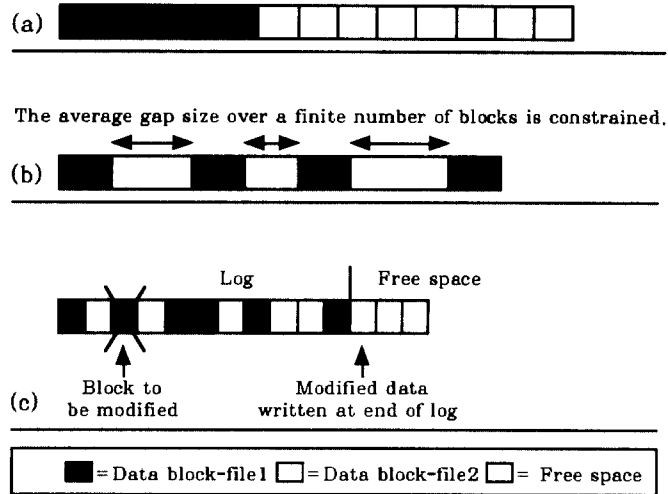 (a)
The average gap size over a finite number of blocks is constrained.
(b)
Log Free space
Block to be modified
Modified data written at end of log
(c)
=Data block-file1 =Data block-file2 = Free space